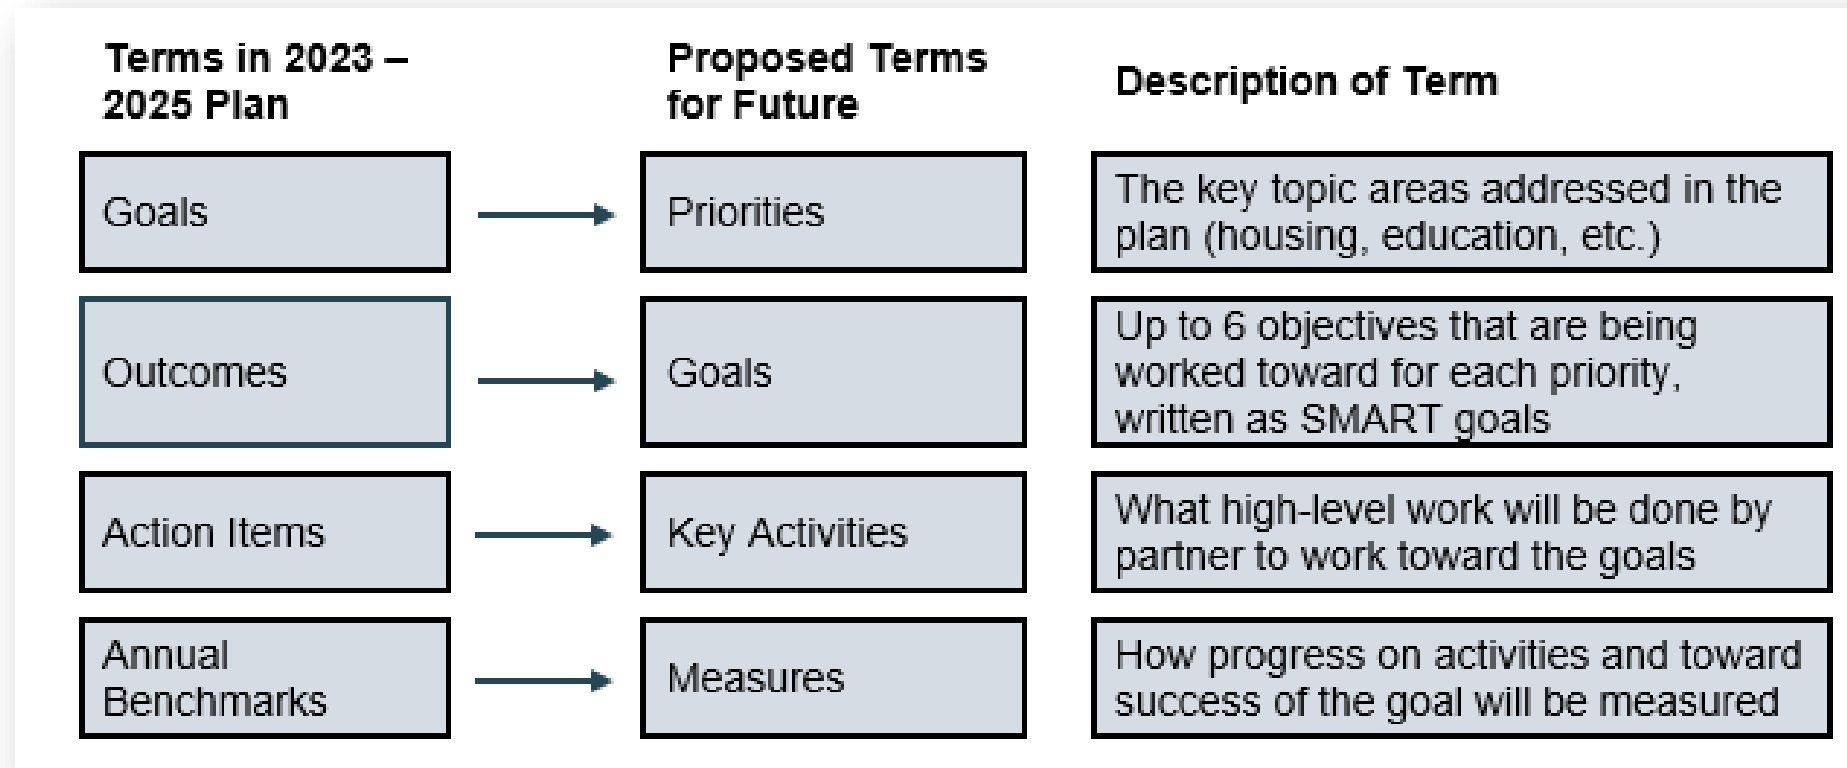 Terms in 2023 –
2025 Plan
Proposed Terms
for Future
Description of Term
Goals
Priorities
The key topic areas addressed in the
plan (housing, education, etc.)
Outcomes
Goals
Up to 6 objectives that are being
worked toward for each priority,
written as SMART goals
Action Items
Key Activities
What high-level work will be done by
partner to work toward the goals
Annual
Benchmarks
Measures
How progress on activities and toward
success of the goal will be measured